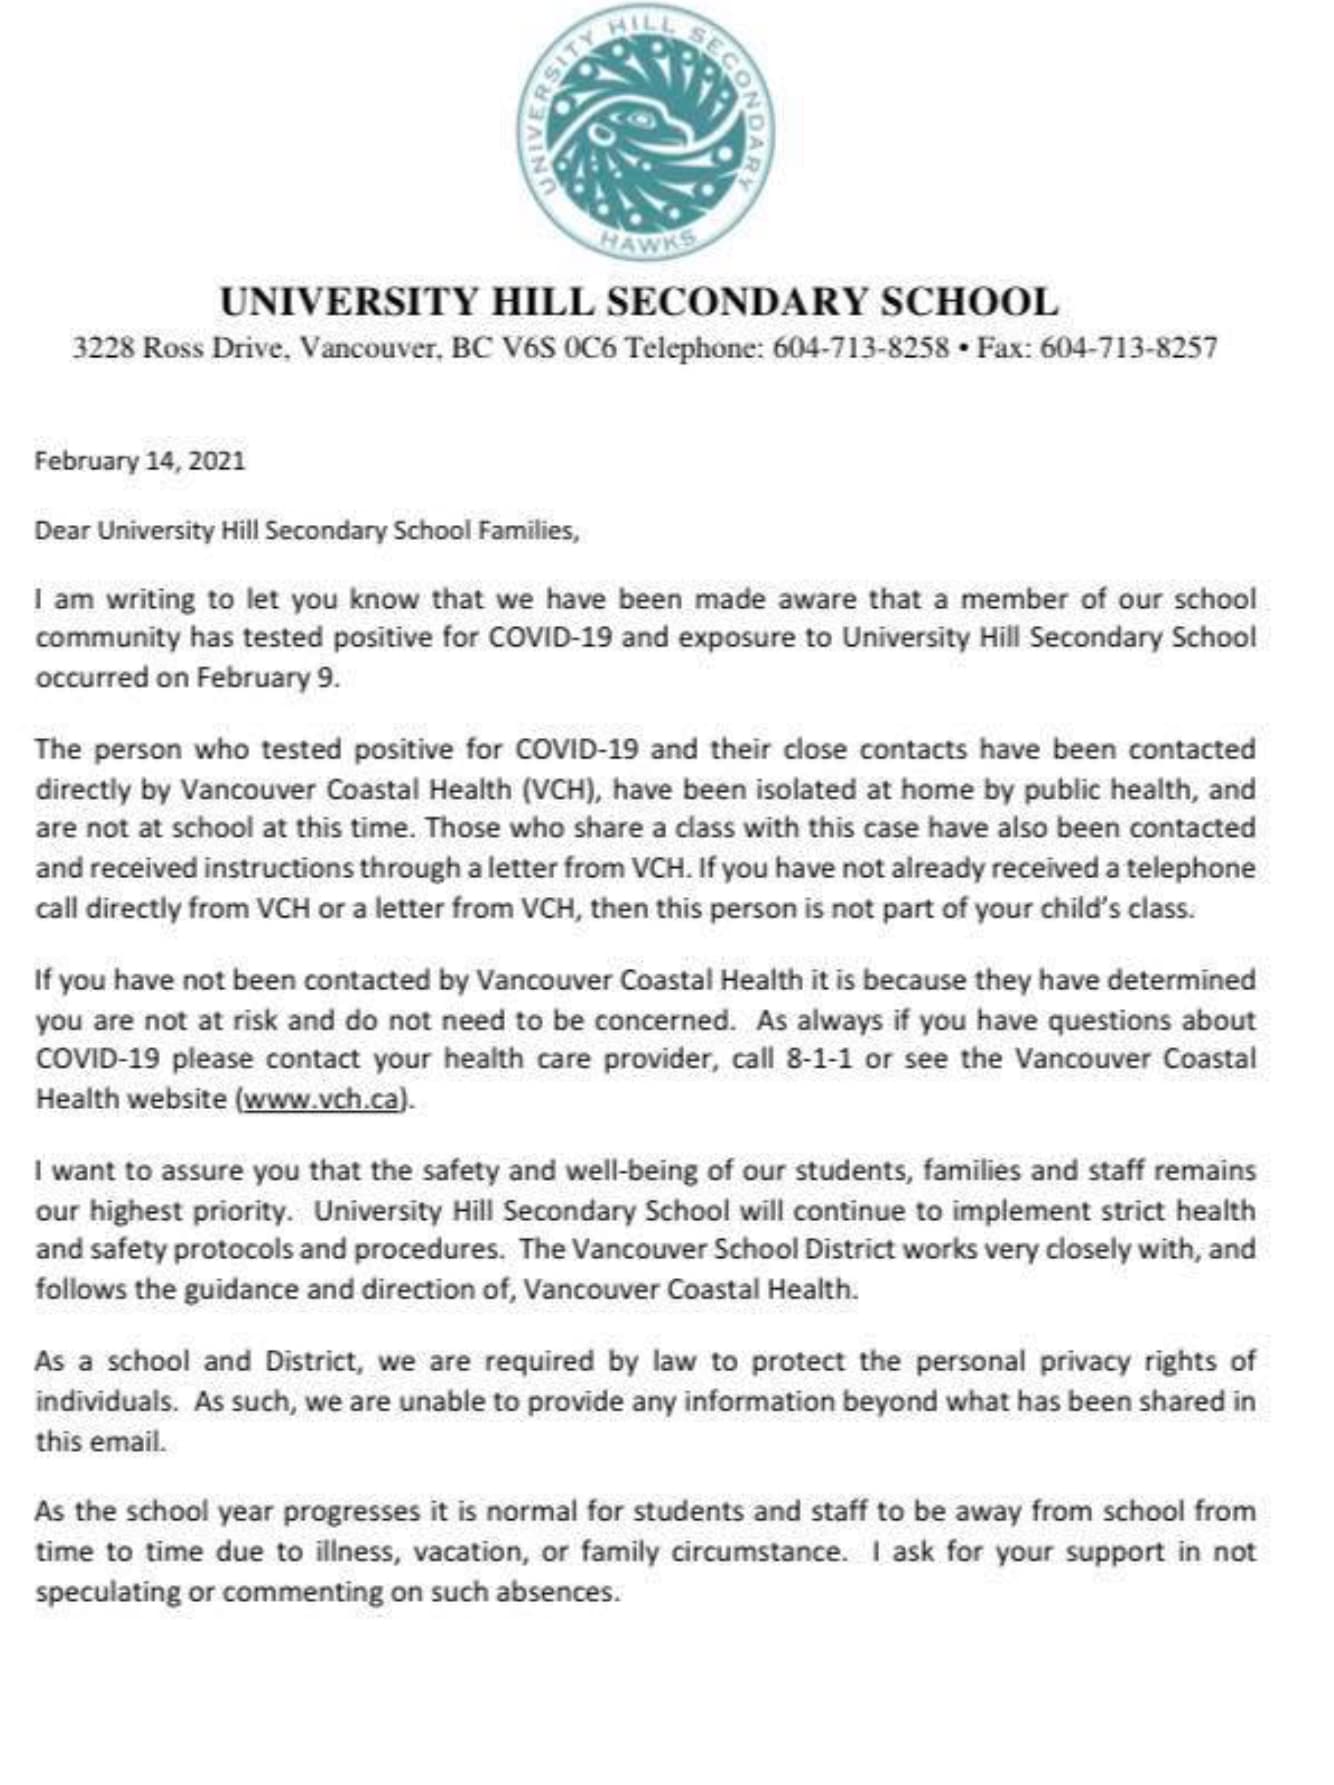 UNIVERSITY HILL SECONDARY
HAWKS
UNIVERSITY HILL SECONDARY SCHOOL
3228 Ross Drive, Vancouver, BC V6S 0C6 Telephone: 604-713-8258 • Fax: 604-713-8257
February 14, 2021
Dear University Hill Secondary School Families,
I am writing to let you know that we have been made aware that a member of our school
community has tested positive for COVID-19 and exposure to University Hill Secondary School
occurred on February 9.
The person who tested positive for COVID-19 and their close contacts have been contacted
directly by Vancouver Coastal Health (VCH), have been isolated at home by public health, and
are not at school at this time. Those who share a class with this case have also been contacted
and received instructions through a letter from VCH. If you have not already received a telephone
call directly from VCH or a letter from VCH, then this person is not part of your child's class.
If you have not been contacted by Vancouver Coastal Health it is because they have determined
you are not at risk and do not need to be concerned.  As always if you have questions about
COVID-19 please contact your health care provider, call 8-1-1 or see the Vancouver Coastal
Health website (www.vch.ca).
I want to assure you that the safety and well-being of our students, families and staff remains
our highest priority.  University Hill Secondary School will continue to implement strict health
and safety protocols and procedures.  The Vancouver School District works very closely with, and
follows the guidance and direction of, Vancouver Coastal Health.
As a school and District, we are required by law to protect the personal privacy rights of
individuals.  As such, we are unable to provide any information beyond what has been shared in
this email.
As the school year progresses it is normal for students and staff to be away from school from
time to time due to illness, vacation, or family circumstance.  I ask for your support in not
speculating or commenting on such absences.